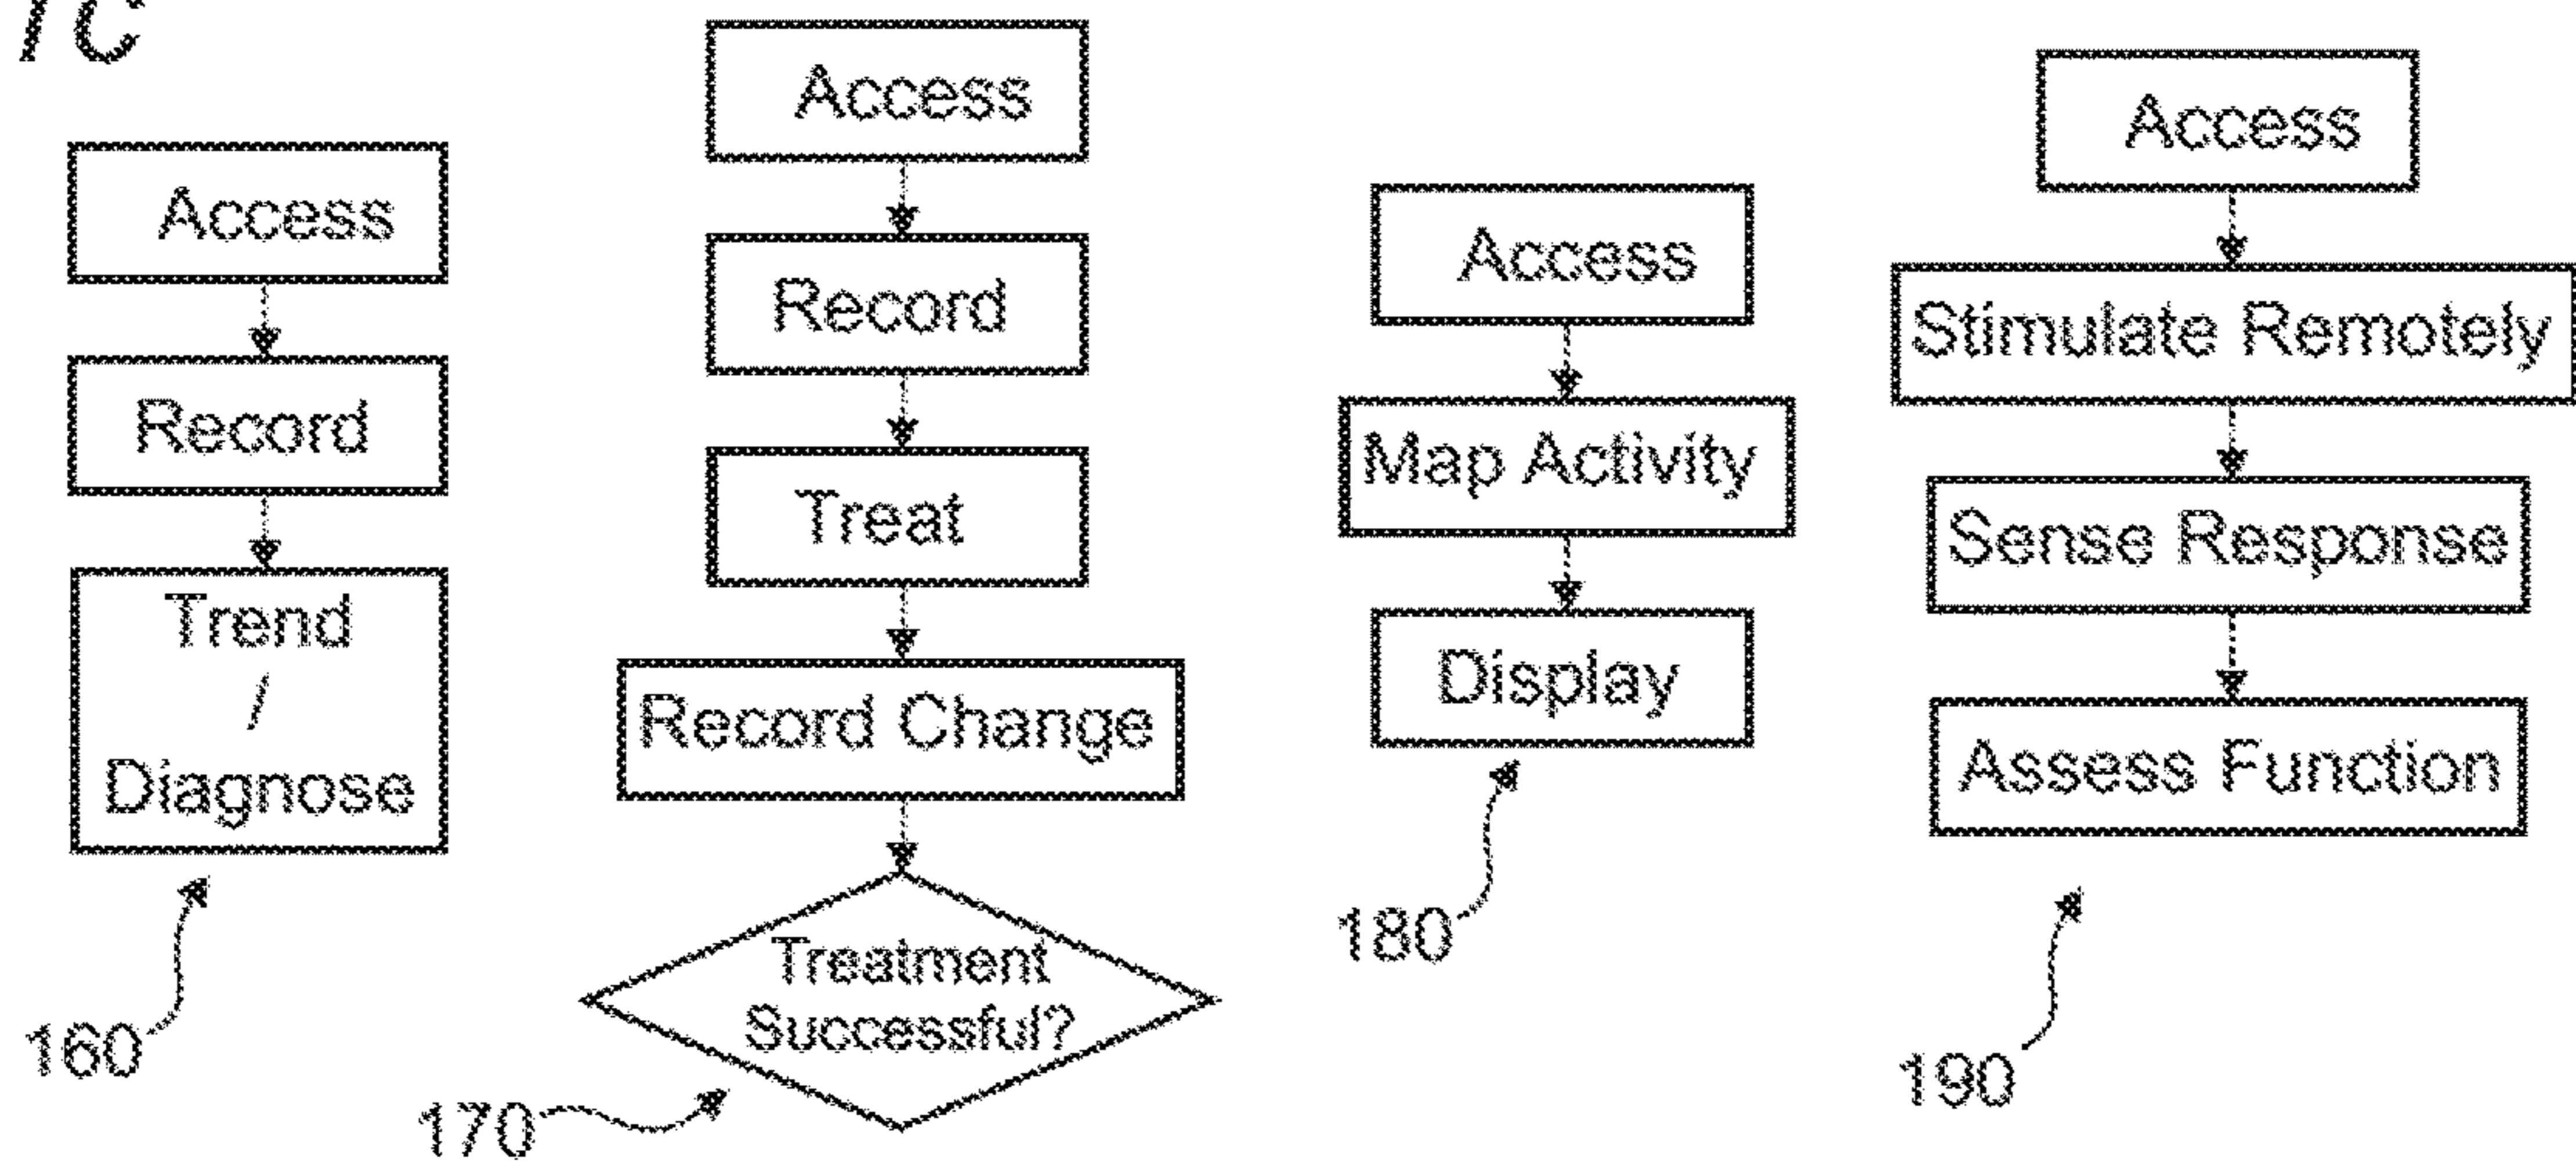 1c
Access
Record
Trend
/
Diagnose
160
Access
Record
Treat
Record Change
Treatment
Successful?
170
Access
Map Activity
Display
180
Access
Stimulate Remotely
Sense Response
Assess Function
190